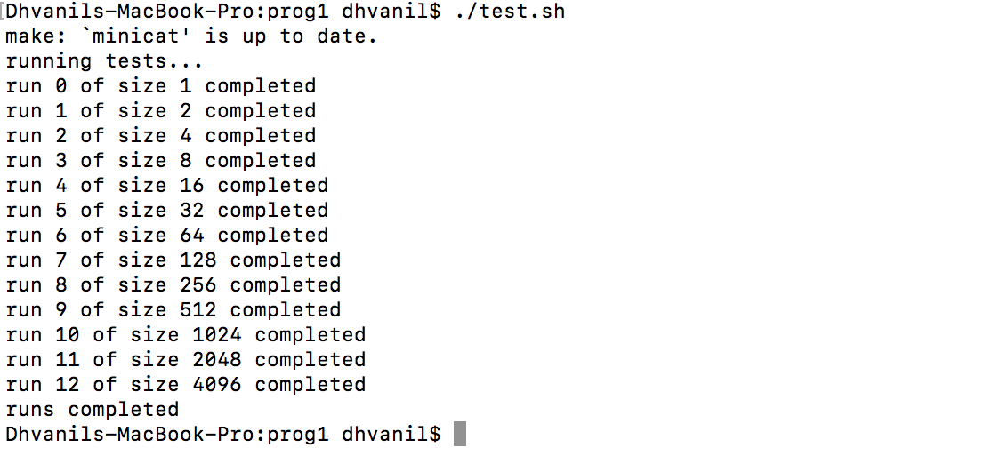 [Dhvanils-MacBook-Pro:prog1 dhvanil$ ./test.sh
make: `minicat' is up to date.
running tests...
run 0 of size 1 completed
run 1 of size 2 completed
run 2 of size 4 completed
run 3 of size 8 completed
run 4 of size 16 completed
run 5 of size 32 completed
run 6 of size 64 completed
run 7 of size 128 completed
run 8 of size 256 completed
run 9 of size 512 completed
run 10 of size 1024 completed
run 11 of size 2048 completed
run 12 of size 4096 completed
runs completed
Dhvanils-MacBook-Pro:prog1 dhvanil$